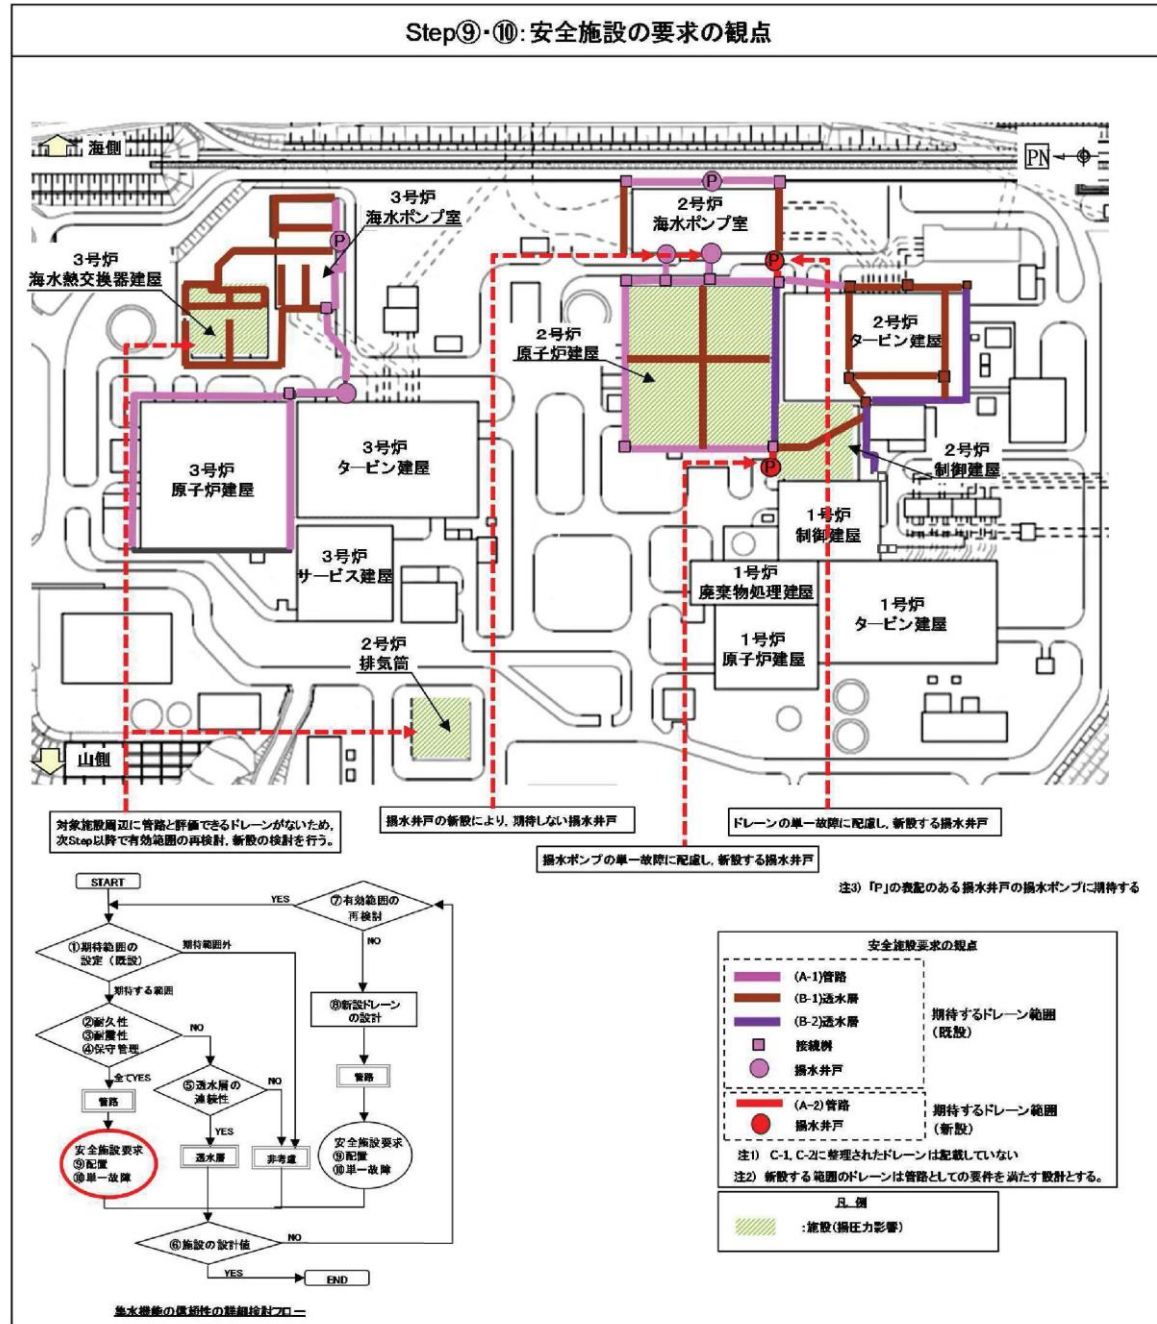 Step⑨・⑩:安全施設の要求の観点
海側
PN
3号炉
海水ポンプ室
P
2号炉
海水ポンプ室
P
3号炉
海水熱交換器建屋
P
2号炉
原子炉建屋
2号炉
タービン建屋
3号炉
原子炉建屋
3号炉
タービン建屋
P
2号炉
制御建屋
1号炉
制御建屋
3号炉
サービス建屋
1号炉
廃棄物処理建屋
1号炉
タービン建屋
1号炉
原子炉建屋
2号炉
排気筒
山側
対象施設周辺に管路と評価できるドレーンがないため,
次Step以降で有効範囲の再検討,新設の検討を行う。
揚水井戸の新設により,期待しない揚水井戸
ドレーンの単一故障に配慮し,新設する揚水井戸
揚水ポンプの単一故障に配慮し,新設する揚水井戸
注3) 「P」の表記のある揚水井戸の揚水ポンプに期待する
START
YES
⑦有効範囲の
再検討
NO
①期待範囲の
設定(既設)
期待範囲外
期待する範囲
⑧新設ドレーン
の設計
②耐久性
③耐震性
④保守管理
NO
全てYES
⑤透水層の
連続性
NO
管路
管路
YES
安全施設要求
⑨配置
⑩単一故障
透水層
非考慮
安全施設要求
⑨配置
⑩単一故障
⑥施設の設計値
NO
YES
END
集水機能の信頼性の詳細検討フロー
安全施設要求の観点
(A-1)管路
(B-1)透水層
(B-2)透水層
接続桝
揚水井戸
期待するドレーン範囲
(既設)
(A-2)管路
揚水井戸
期待するドレーン範囲
(新設)
注1) C-1, C-2に整理されたドレーンは記載していない
注2) 新設する範囲のドレーンは管路としての要件を満たす設計とする。
凡 例
:施設(揚圧力影響)